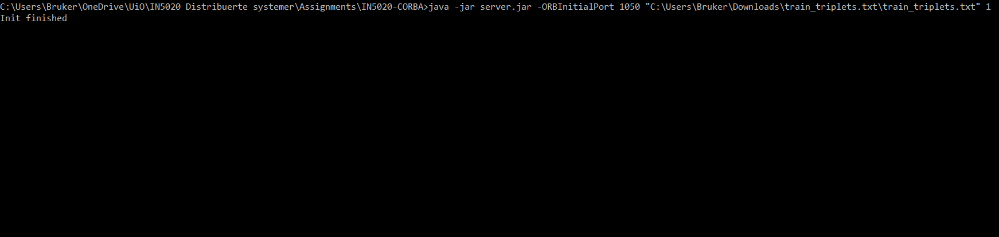 C:\Users\Bruker\OneDrive\UiO\IN5020 Distribuerte systemer\Assignments\IN5020-CORBA>java -jar server.jar -ORBInitialPort 1050 "C:\Users\Bruker\Downloads\train_triplets.txt\train_triplets.txt" 1
Init finished